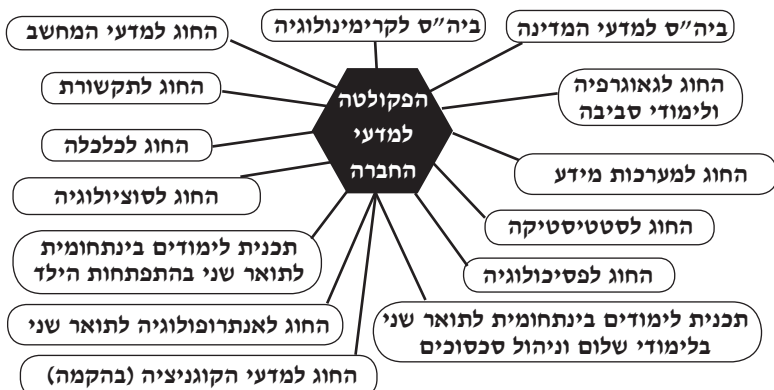 ביה״ס למדעי המדינה
ביה״ס לקרימינולוגיה
החוג למדעי המחשב
החוג לגאוגרפיה
ולימודי סביבה
הפקולטה
למדעי
החברה
החוג לתקשורת
החוג לכלכלה
החוג למערכות מידע
החוג לסוציולוגיה
החוג לסטטיסטיקה
תכנית לימודים בינתחומית
לתואר שני בהתפתחות הילד
החוג לפסיכולוגיה
תכנית לימודים בינתחומית לתואר שני
בלימודי שלום וניהול סכסוכים
החוג לאנתרופולוגיה לתואר שני
החוג למדעי הקוגניציה (בהקמה)